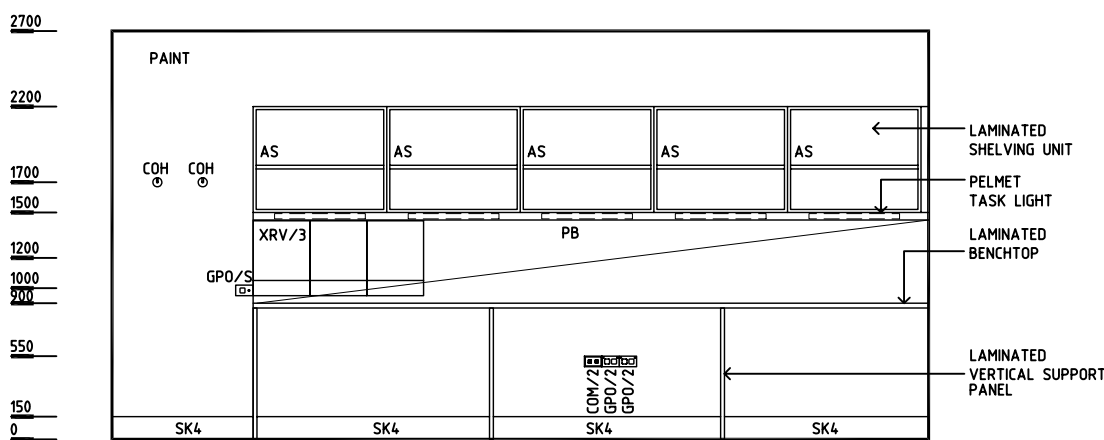 2700
PAINT
2200
AS AS AS AS AS
LAMINATED
SHELVING UNIT
COH COH
1700
PELMET
TASK LIGHT
1500
XRV/3
PB
LAMINATED
BENCHTOP
1200
GPO/S
1000
900
550
LAMINATED
VERTICAL SUPPORT
PANEL
COM/2
GPO/2
GPO/2
150
0
SK4 SK4 SK4 SK4